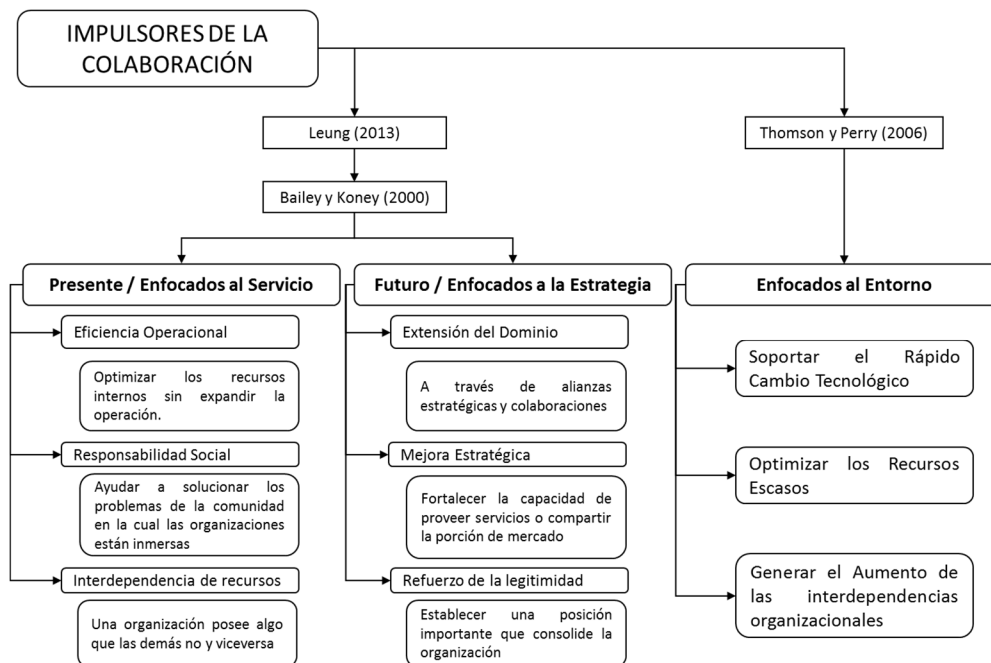 IMPULSORES DE LA
COLABORACIÓN
Leung (2013)
Thomson y Perry (2006)
Bailey y Koney (2000)
Presente / Enfocados al Servicio
Eficiencia Operacional
Optimizar los recursos
internos sin expandir la
operación.
Responsabilidad Social
Ayudar a solucionar los
problemas de la comunidad
en la cual las organizaciones
están inmersas
Interdependencia de recursos
Una organización posee algo
que las demás no y viceversa
Futuro / Enfocados a la Estrategia
Extensión del Dominio
A través de alianzas
estratégicas y colaboraciones
Mejora Estratégica
Fortalecer la capacidad de
proveer servicios o compartir
la porción de mercado
Refuerzo de la legitimidad
Establecer una posición
importante que consolide la
organización
Enfocados al Entorno
Soportar el Rápido
Cambio Tecnológico
Optimizar los Recursos
Escasos
Generar el Aumento de
las interdependencias
organizacionales